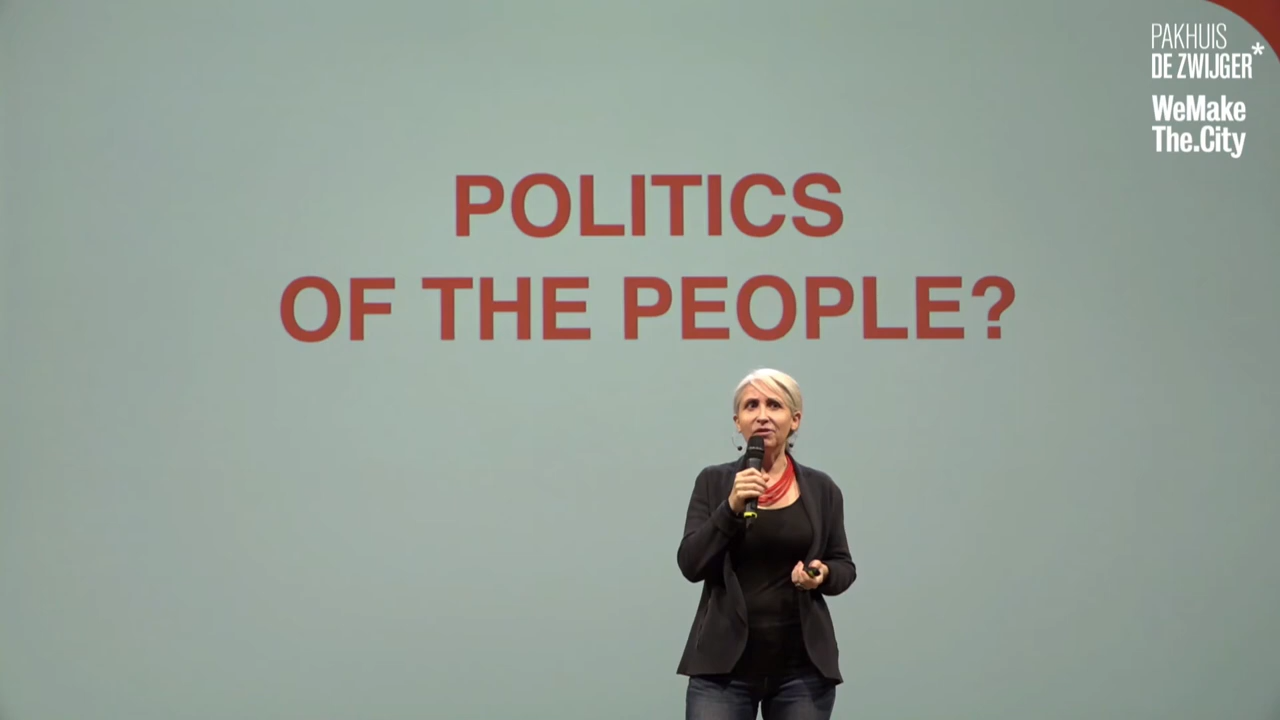 PAKHUIS
DE ZWIJGER*
WeMake
The.City
POLITICS
OF THE PEOPLE?